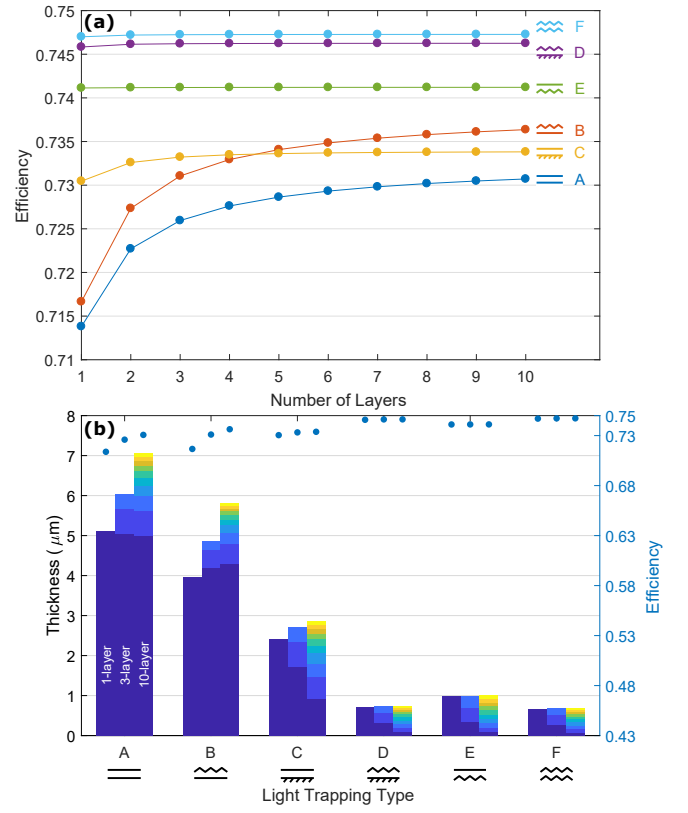 (a)
0.75
0.745
0.74
0.735
0.73
0.725
0.72
0.715
0.71
Efficiency
F
D
E
B
C
A
1 2 3 4 5 6 7 8 9 10
Number of Layers
(b)
8
7
6
5
4
3
2
1
0
Thickness ( μm)
1-layer
3-layer
10-layer
0.75
0.73
0.68
0.63
0.58
0.53
0.48
0.43
Efficiency
A B C D E F
Light Trapping Type